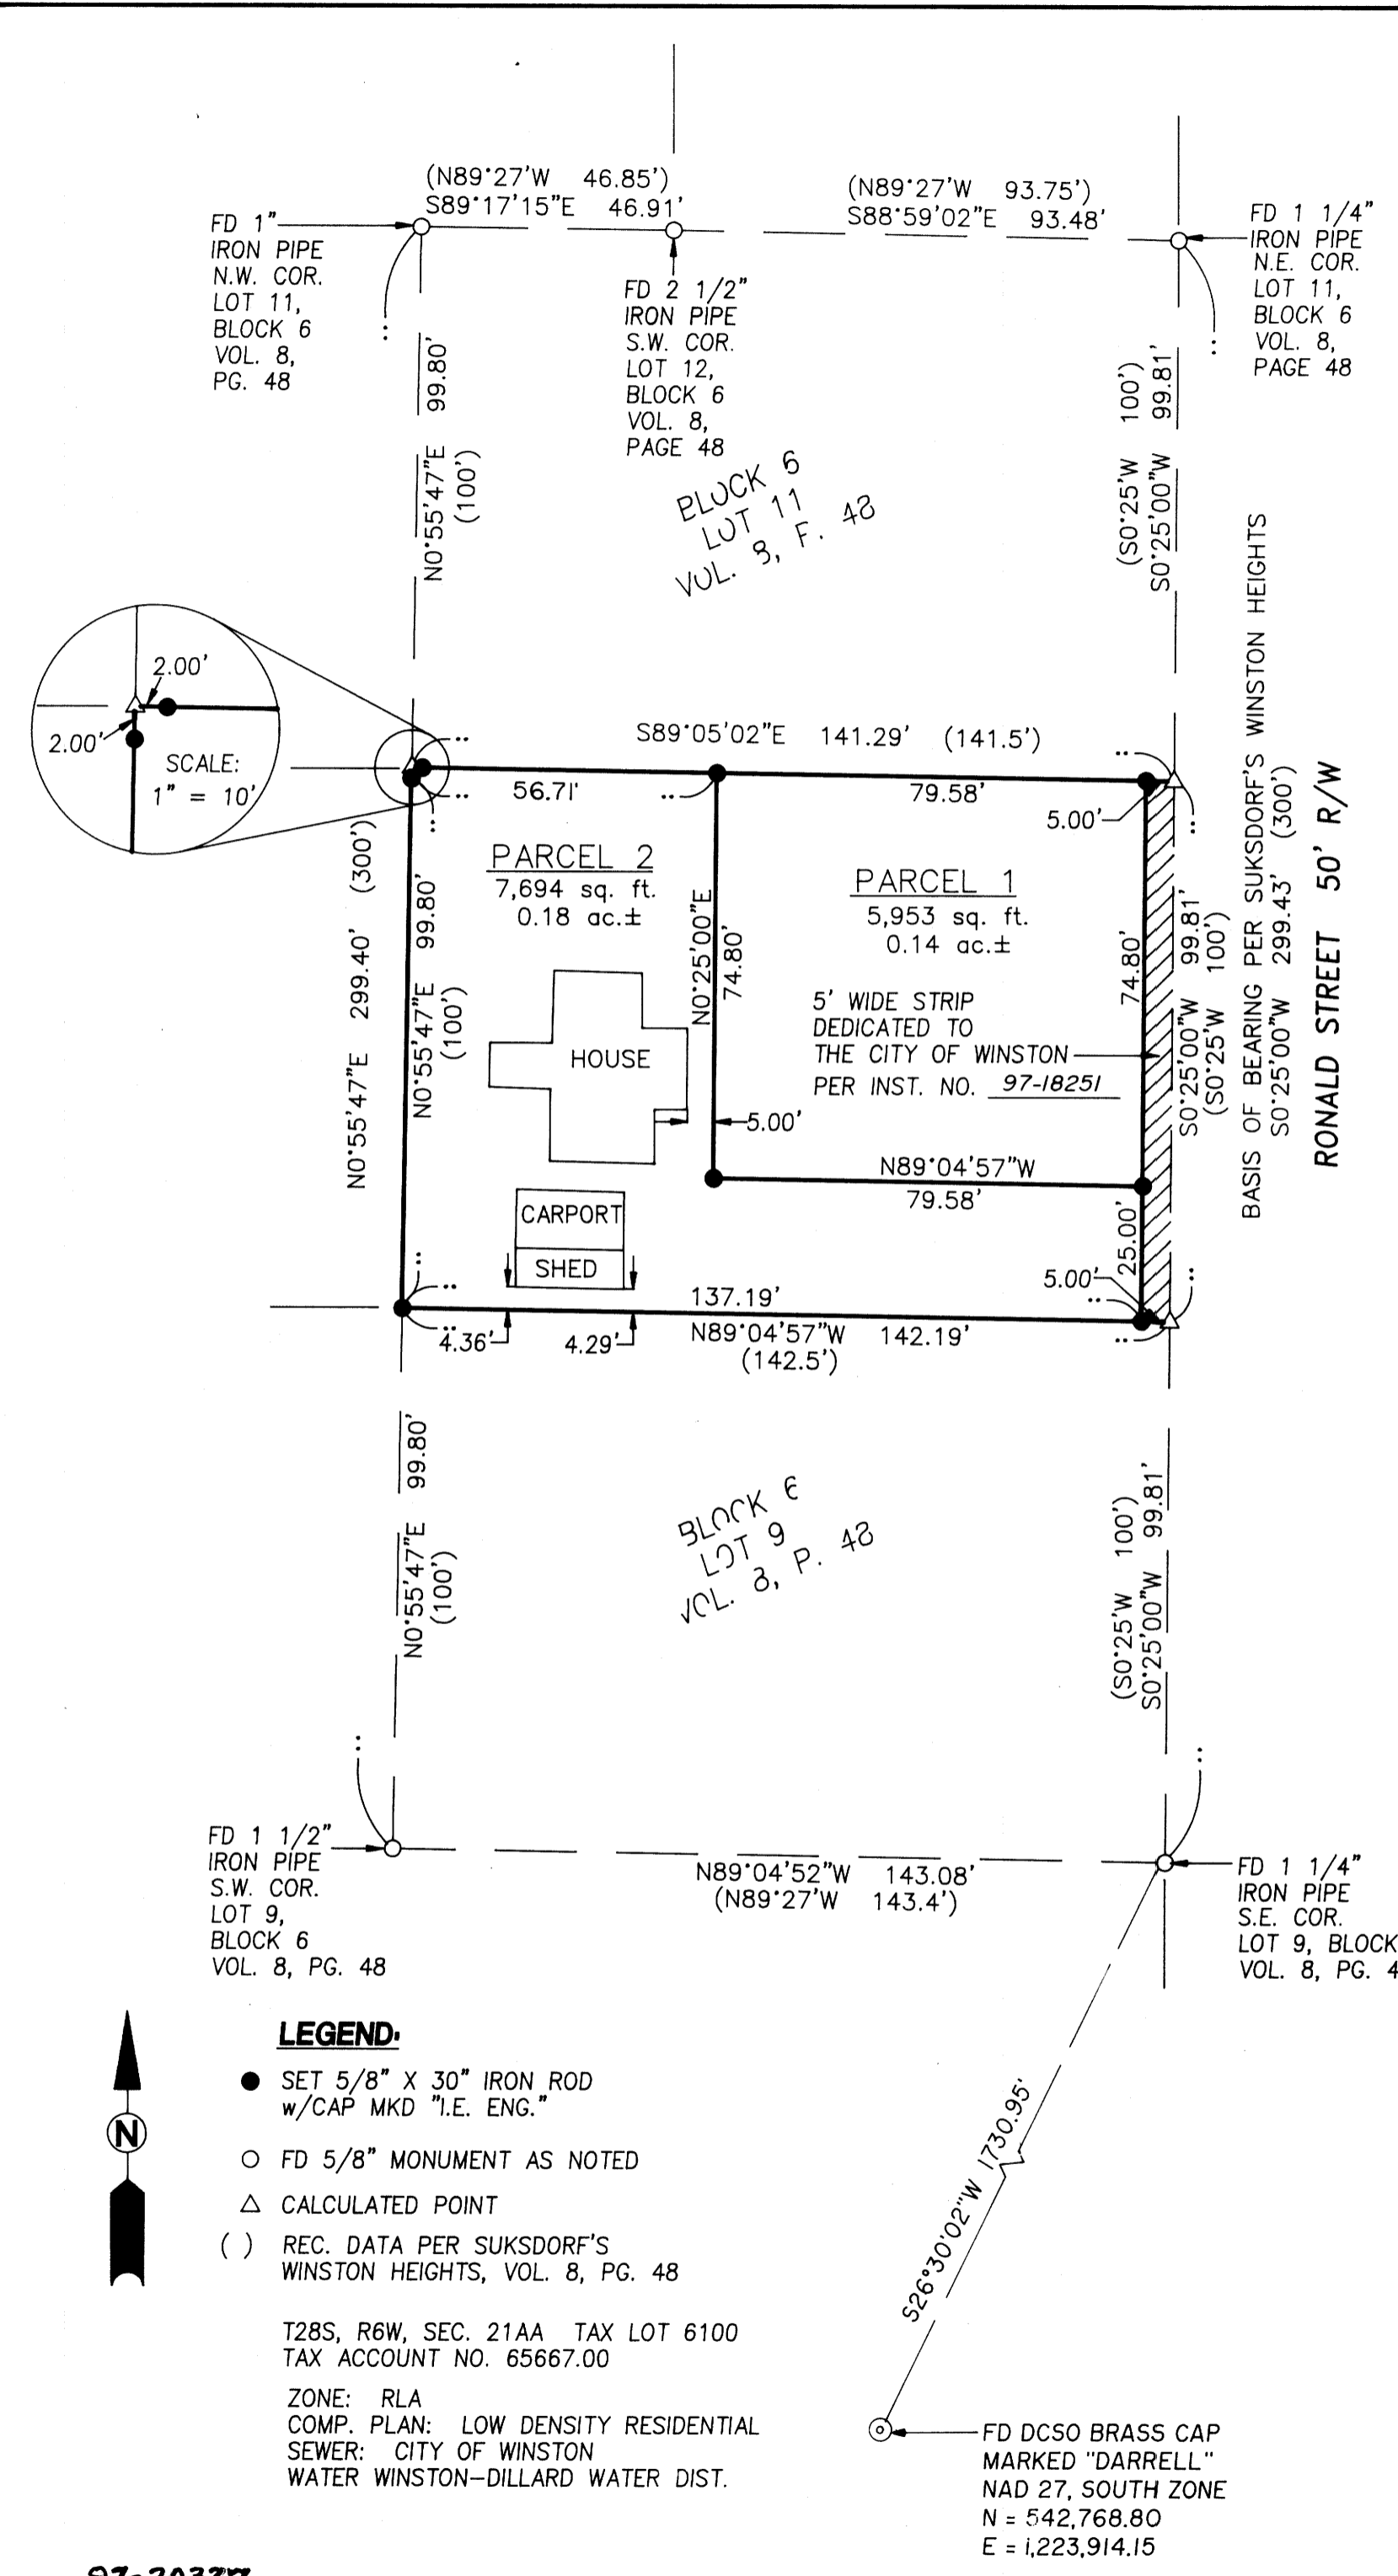 (N89°27'W 46.85')
S89°17'15"E 46.91'
(N89°27'W 93.75')
S88°59'02"E 93.48'
FD 1"
IRON PIPE
N.W. COR.
LOT 11,
BLOCK 6
VOL. 8,
PG. 48
FD 2 1/2"
IRON PIPE
S.W. COR.
LOT 12,
BLOCK 6
VOL. 8,
PAGE 48
FD 1 1/4"
IRON PIPE
N.E. COR.
LOT 11,
BLOCK 6
VOL. 8,
PAGE 48
N0°55'47"E 99.80'
(100')
(S0°25'W 100')
S0°25'00"W 99.81'
BLOCK 6
LOT 11
VOL. 8, P. 48
2.00'
2.00'
SCALE:
1" = 10'
S89°05'02"E 141.29' (141.5')
56.71'
79.58'
5.00'
PARCEL 2
7,694 sq. ft.
0.18 ac.±
PARCEL 1
5,953 sq. ft.
0.14 ac.±
N0°55'47"E 299.40' (300')
N0°55'47"E 99.80'
(100')
N0°25'00"E
74.80'
74.80'
S0°25'00"W 99.81'
(S0°25'W 100')
BASIS OF BEARING PER SUKSDORF'S WINSTON HEIGHTS
S0°25'00"W 299.43' (300')
RONALD STREET 50' R/W
5' WIDE STRIP
DEDICATED TO
THE CITY OF WINSTON
PER INST. NO. 97-18251
HOUSE
5.00'
N89°04'57"W
79.58'
CARPORT
SHED
25.00'
5.00'
137.19'
N89°04'57"W 142.19'
(142.5')
4.36'
4.29'
N0°55'47"E 99.80'
(100')
(S0°25'W 100')
S0°25'00"W 99.81'
BLOCK 6
LOT 9
VOL. 8, P. 48
FD 1 1/2"
IRON PIPE
S.W. COR.
LOT 9,
BLOCK 6
VOL. 8, PG. 48
N89°04'52"W 143.08'
(N89°27'W 143.4')
FD 1 1/4"
IRON PIPE
S.E. COR.
LOT 9, BLOCK
VOL. 8, PG. 4
S26°30'02"W 1730.95'
LEGEND:
SET 5/8" X 30" IRON ROD
w/CAP MKD "I.E. ENG."
FD 5/8" MONUMENT AS NOTED
CALCULATED POINT
( ) REC. DATA PER SUKSDORF'S
WINSTON HEIGHTS, VOL. 8, PG. 48
T28S, R6W, SEC. 21AA TAX LOT 6100
TAX ACCOUNT NO. 65667.00
ZONE: RLA
COMP. PLAN: LOW DENSITY RESIDENTIAL
SEWER: CITY OF WINSTON
WATER WINSTON-DILLARD WATER DIST.
N
FD DCSO BRASS CAP
MARKED "DARRELL"
NAD 27, SOUTH ZONE
N = 542,768.80
E = 1,223,914.15